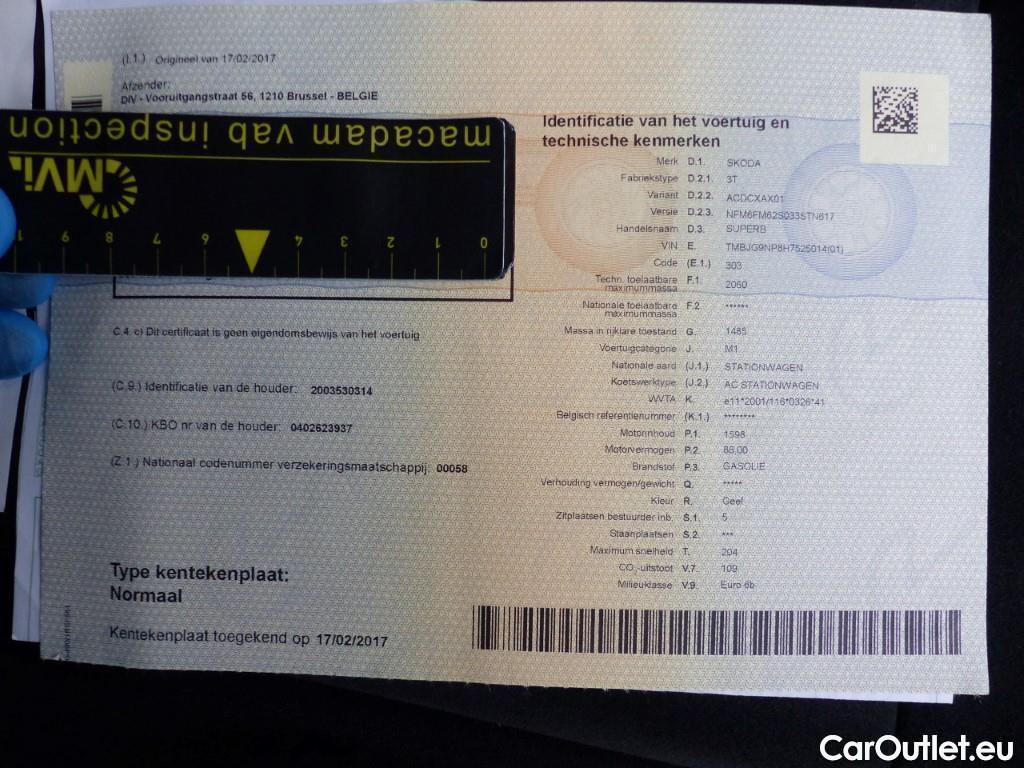 (I.1.) Origineel van 17/02/2017
Afzender:
DIV - Vooruitgangstraat 56, 1210 Brussel - BELGIE
macadam vab inspection
MVi.
0 1 2 3 4 6 7 8 9 1
C.4. c) Dit certificaat is geen eigendomsbewijs van het voertuig
(C.9.) Identificatie van de houder: 2003530314
(C.10.) KBO nr van de houder: 0402623937
(Z.1.) Nationaal codenummer verzekeringsmaatschappij: 00058
Type kentekenplaat:
Normaal
Kentekenplaat toegekend op 17/02/2017
Identificatie van het voertuig en
technische kenmerken
Merk D.1. SKODA
Fabriekstype D.2.1. 3T
Variant D.2.2. ACDCXAX01
Versie D.2.3. NFM6FM62S033STN617
Handelsnaam D.3. SUPERB
VIN E. TMBJG9NP8H7525014(01)
Code (E.1.) 303
Techn. toelaatbare F.1. 2060
maximummassa
Nationale toelaatbare F.2. ******
maximummassa
Massa in rijklare toestand G. 1485
Voertuigcategorie J. M1
Nationale aard (J.1.) STATIONWAGEN
Koetswerktype (J.2.) AC STATIONWAGEN
WVTA K. e11*2001/116*0326*41
Belgisch referentienummer (K.1.) ********
Motorinhoud P.1. 1598
Motorvermogen P.2. 88,00
Brandstof P.3. GASOLIE
Verhouding vermogen/gewicht Q. *****
Kleur R. Geel
Zitplaatsen bestuurder inb. S.1. 5
Staanplaatsen S.2. ***
Maximum snelheid T. 204
CO₂-uitstoot V.7. 109
Milieuklasse V.9. Euro 6b
CarOutlet.eu